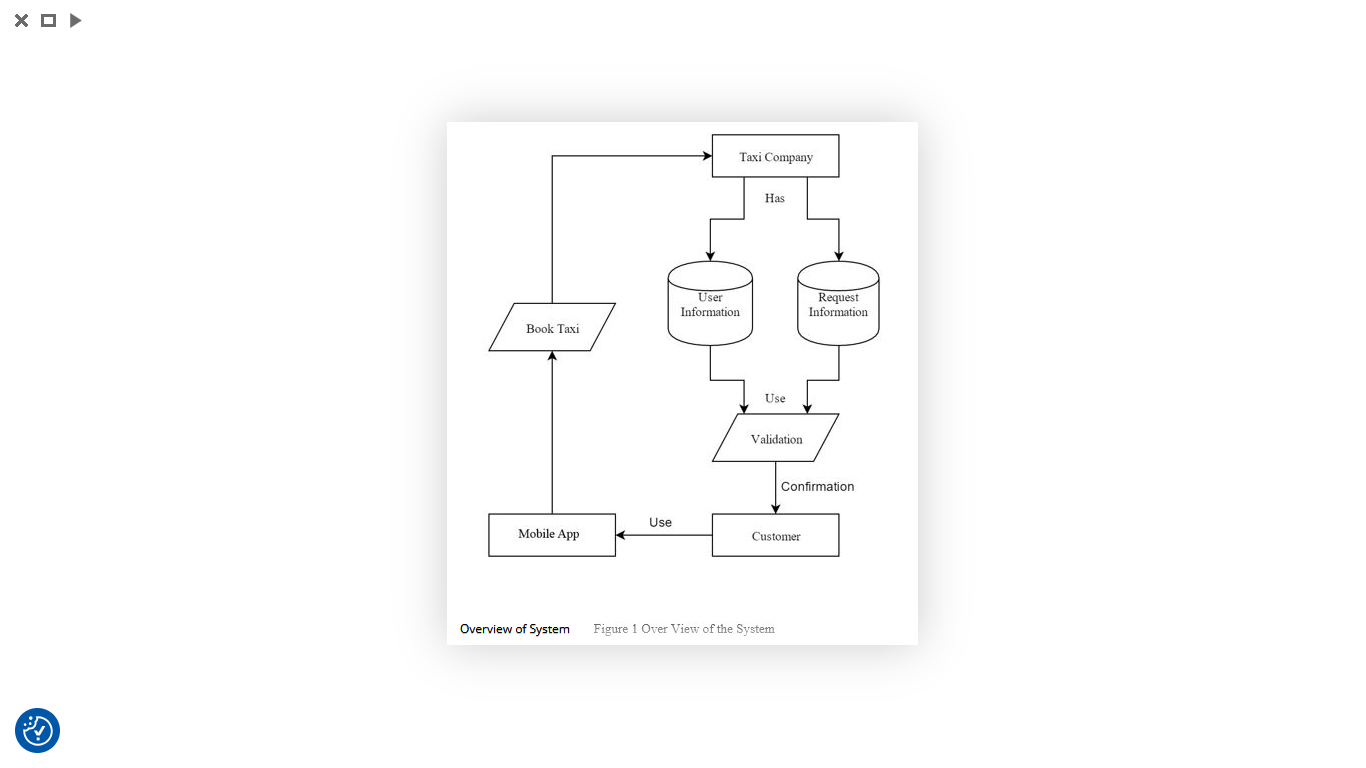 Taxi Company
Has
User
Information
Request
Information
Book Taxi
Use
Validation
Confirmation
Use
Mobile App
Customer
Overview of System
Figure 1 Over View of the System